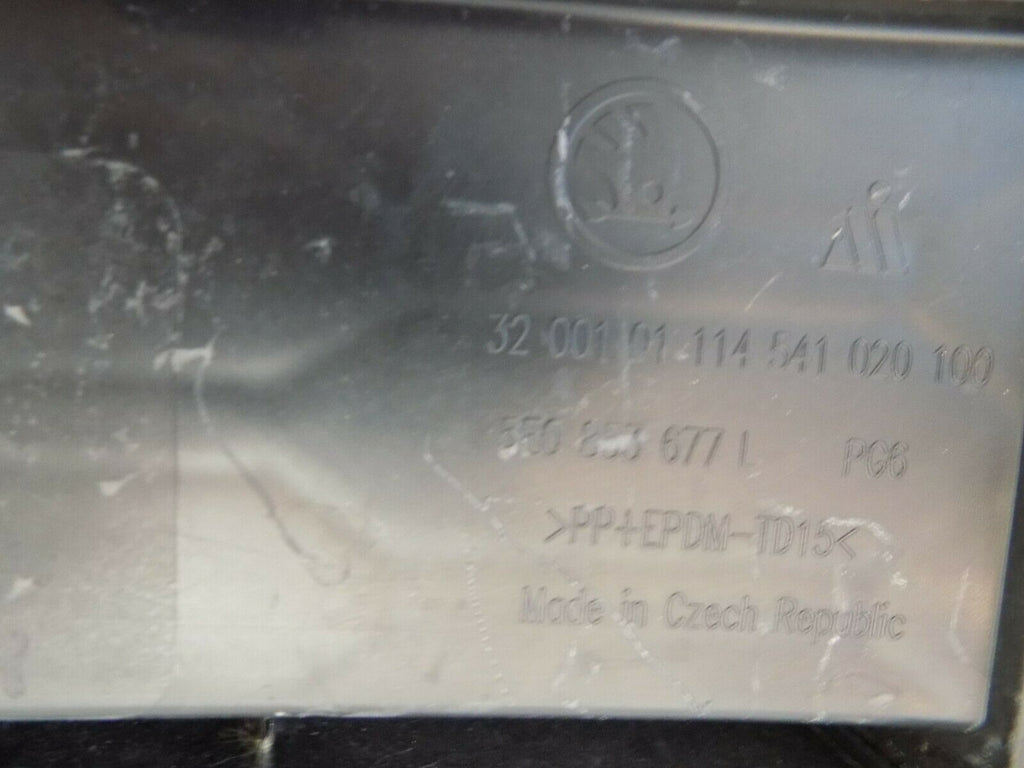 32 001 01 114 541 020 100
5E0 853 677 L PG6
>PP+EPDM-TD15<
Made in Czech Republic